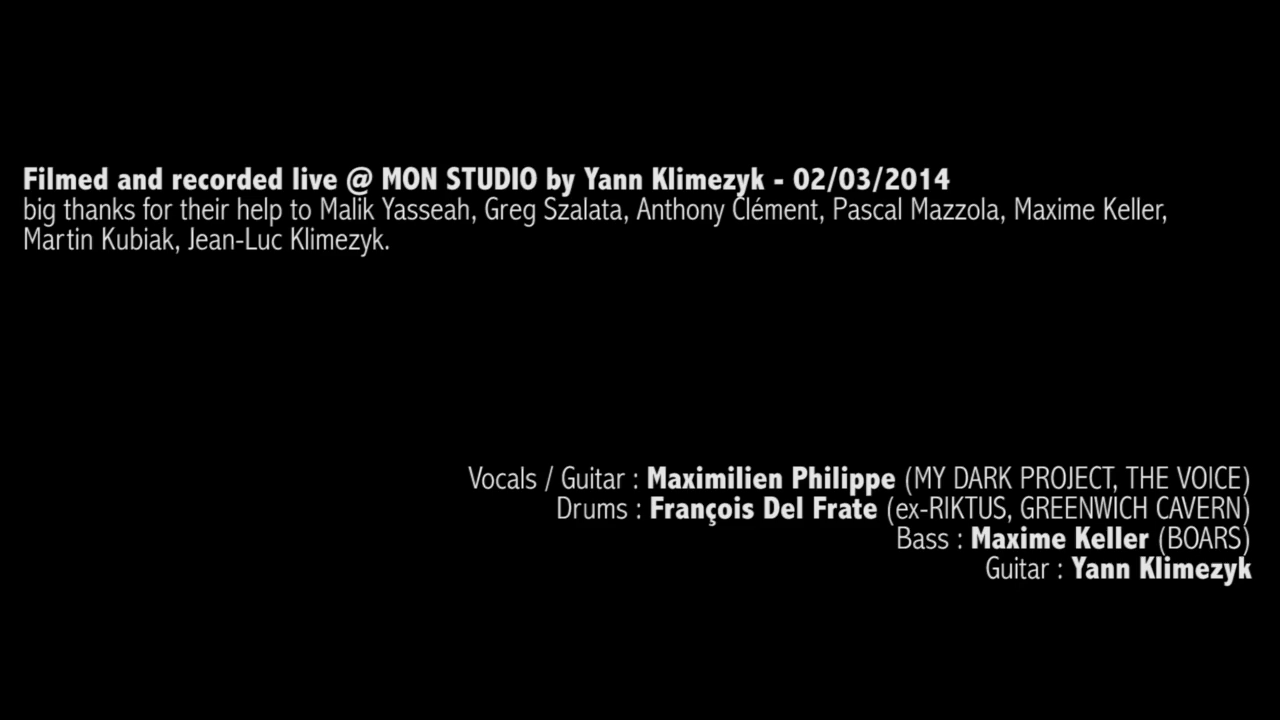 Filmed and recorded live @ MON STUDIO by Yann Klimezyk - 02/03/2014
big thanks for their help to Malik Yasseah, Greg Szalata, Anthony Clément, Pascal Mazzola, Maxime Keller,
Martin Kubiak, Jean-Luc Klimezyk.
Vocals / Guitar : Maximilien Philippe (MY DARK PROJECT, THE VOICE)
Drums : François Del Frate (ex-RIKTUS, GREENWICH CAVERN)
Bass : Maxime Keller (BOARS)
Guitar : Yann Klimezyk